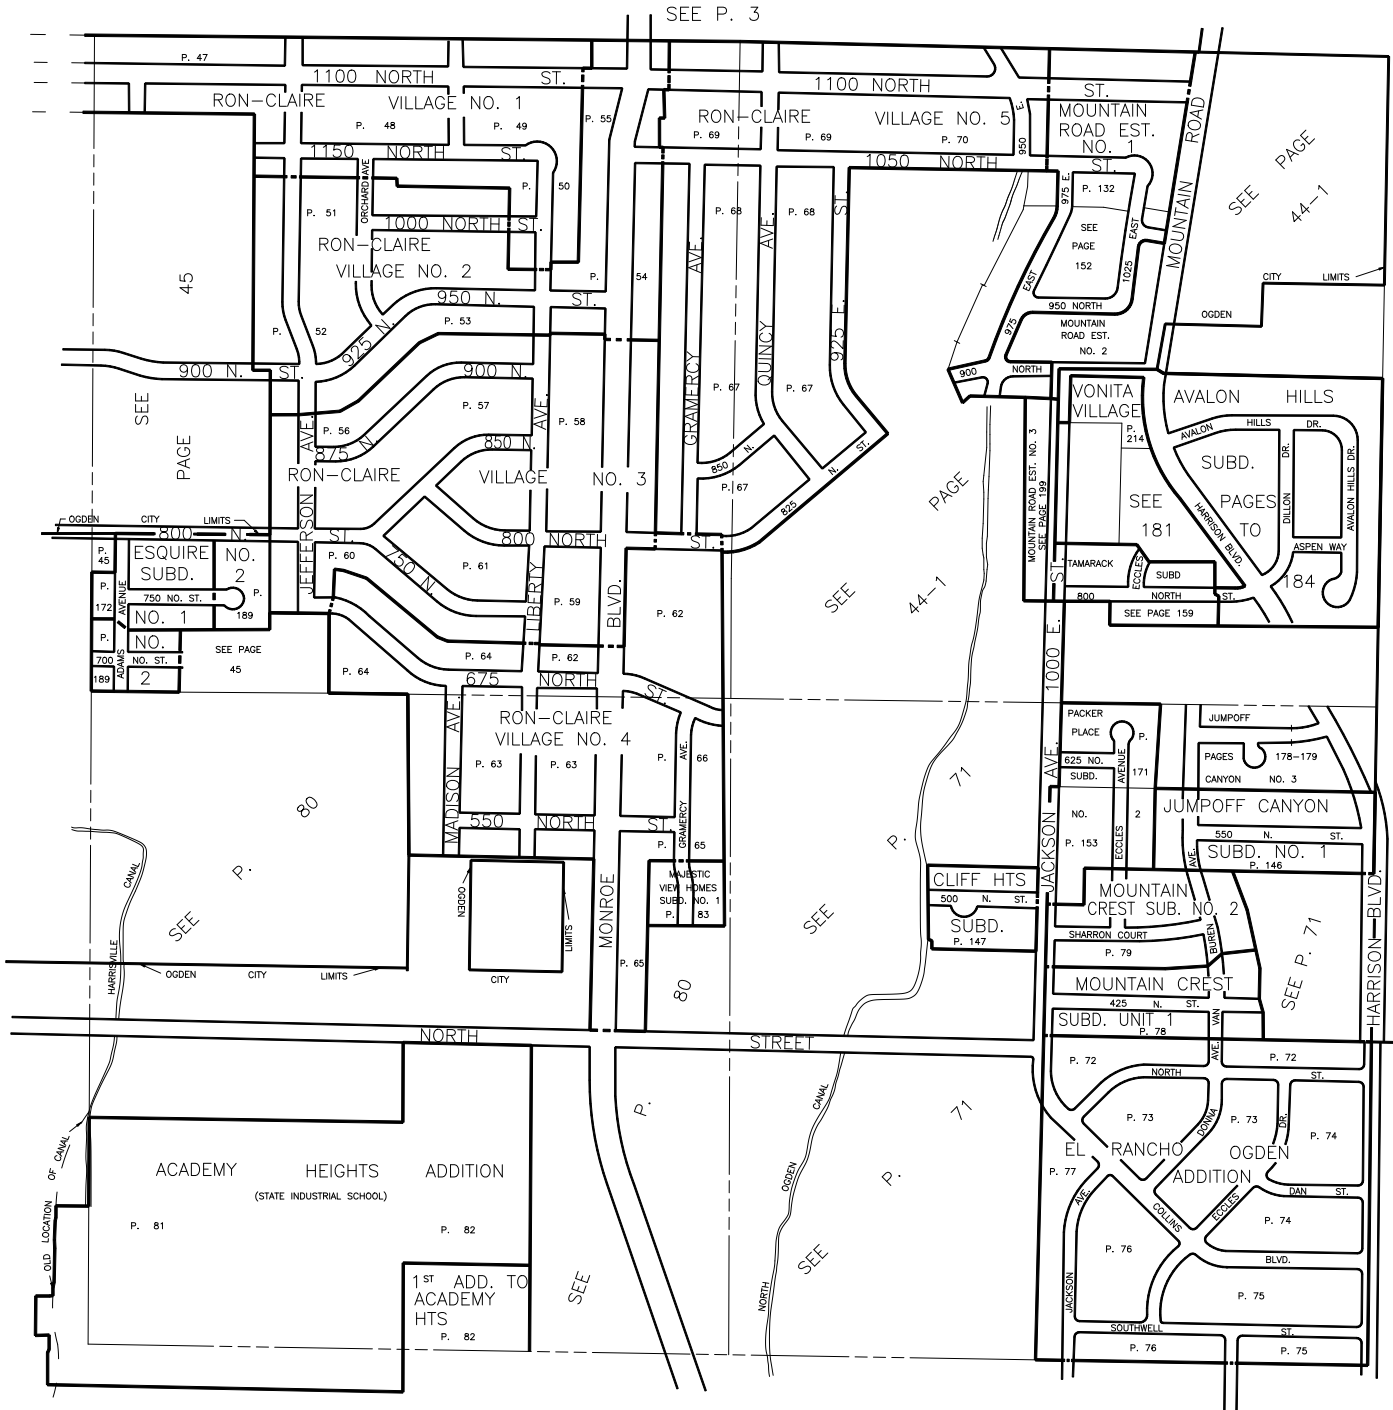 SEE P. 3
P. 47
1100 NORTH ST.
1100 NORTH ST.
RON-CLAIRE VILLAGE NO. 1
P. 48
P. 49
P. 55
RON-CLAIRE VILLAGE NO. 5
P. 69
P. 69
P. 70
950 E.
MOUNTAIN
ROAD EST.
NO. 1
MOUNTAIN ROAD
SEE PAGE
44-1
1150 NORTH ST.
1050 NORTH ST.
ORCHARD AVE
P. 50
P. 51
1000 NORTH ST.
RON-CLAIRE
VILLAGE NO. 2
P. 54
P. 68
P. 68
975 E.
P. 132
SEE
PAGE
152
EAST
1025
EAST
975
950 NORTH
MOUNTAIN
ROAD EST.
NO. 2
CITY LIMITS
OGDEN
45
SEE
PAGE
950 N. ST.
P. 52
P. 53
925 N.
900 N. ST.
900 N.
GRAMERCY AVE.
QUINCY AVE.
925 E. ST.
P. 67
P. 67
900 NORTH
VONITA
VILLAGE
P.
214
AVALON HILLS
AVALON HILLS DR.
SUBD.
PAGES
TO
184
DILLON DR.
AVALON HILLS DR.
ASPEN WAY
HARRISON BLVD.
SEE
181
P. 56
P. 57
P. 58
875 N.
850 N.
850 N.
825 N. ST.
P. 67
RON-CLAIRE VILLAGE NO. 3
JEFFERSON AVE.
LIBERTY AVE.
MOUNTAIN ROAD EST. NO. 3
SEE PAGE 199
SEE PAGE
44-1
OGDEN CITY LIMITS
800 N. ST.
800 NORTH ST.
750 N.
P. 60
P. 61
P. 59
P. 62
MONROE BLVD.
P.
45
ESQUIRE
SUBD.
NO.
2
P.
172
AVENUE
750 NO. ST.
P.
189
NO. 1
P.
NO.
2
700 NO. ST.
189
ADAMS
SEE PAGE
45
TAMARACK SUBD
ECCLES
800 NORTH ST.
SEE PAGE 159
P. 64
P. 64
P. 62
675 NORTH ST.
RON-CLAIRE
VILLAGE NO. 4
P. 63
P. 63
MADISON AVE.
P. 66
GRAMERCY AVE.
550 NORTH ST.
P. 65
JACKSON AVE. 1000 E. ST.
PACKER
PLACE
P.
171
625 NO.
SUBD.
AVENUE
ECCLES
NO. 2
P. 153
JUMPOFF
PAGES 178-179
CANYON NO. 3
JUMPOFF CANYON
550 N. ST.
SUBD. NO. 1
P. 146
80
SEE P.
HARRISVILLE CANAL
OGDEN
LIMITS
CITY
OGDEN CITY LIMITS
MAJESTIC
VIEW HOMES
SUBD. NO. 1
P. 83
P. 65
80
SEE P. 71
CLIFF HTS
500 N. ST.
SUBD.
P. 147
MOUNTAIN
CREST SUB. NO. 2
SHARRON COURT
P. 79
VAN BUREN AVE.
MOUNTAIN CREST
425 N. ST.
SUBD. UNIT 1
P. 78
SEE P. 71
HARRISON BLVD.
NORTH STREET
P. 72
P. 72
NORTH ST.
AVE.
DONNA
P. 73
P. 73
DR.
P. 74
EL RANCHO OGDEN
ADDITION
P. 77
AVE.
COLLINS
ECCLES
DAN ST.
P. 74
P. 76
BLVD.
P. 75
JACKSON
SOUTHWELL ST.
P. 76
P. 75
OLD LOCATION OF CANAL
ACADEMY HEIGHTS ADDITION
(STATE INDUSTRIAL SCHOOL)
P. 81
P. 82
1ST ADD. TO
ACADEMY
HTS
P. 82
SEE P.
NORTH OGDEN CANAL
SEE P. 71